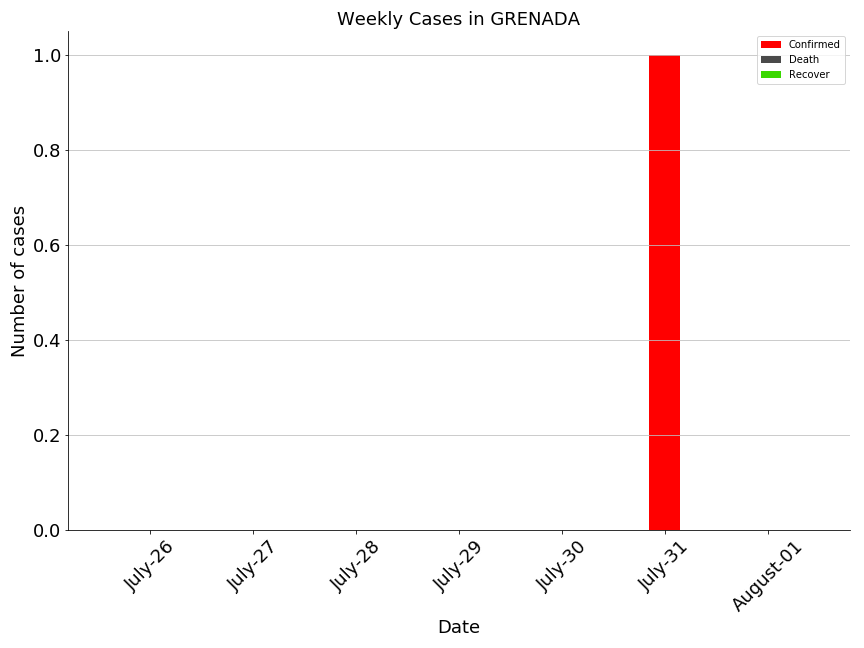 Weekly Cases in GRENADA
Confirmed
Death
Recover
Number of cases
1.0
0.8
0.6
0.4
0.2
0.0
July-26
July-27
July-28
July-29
July-30
July-31
August-01
Date